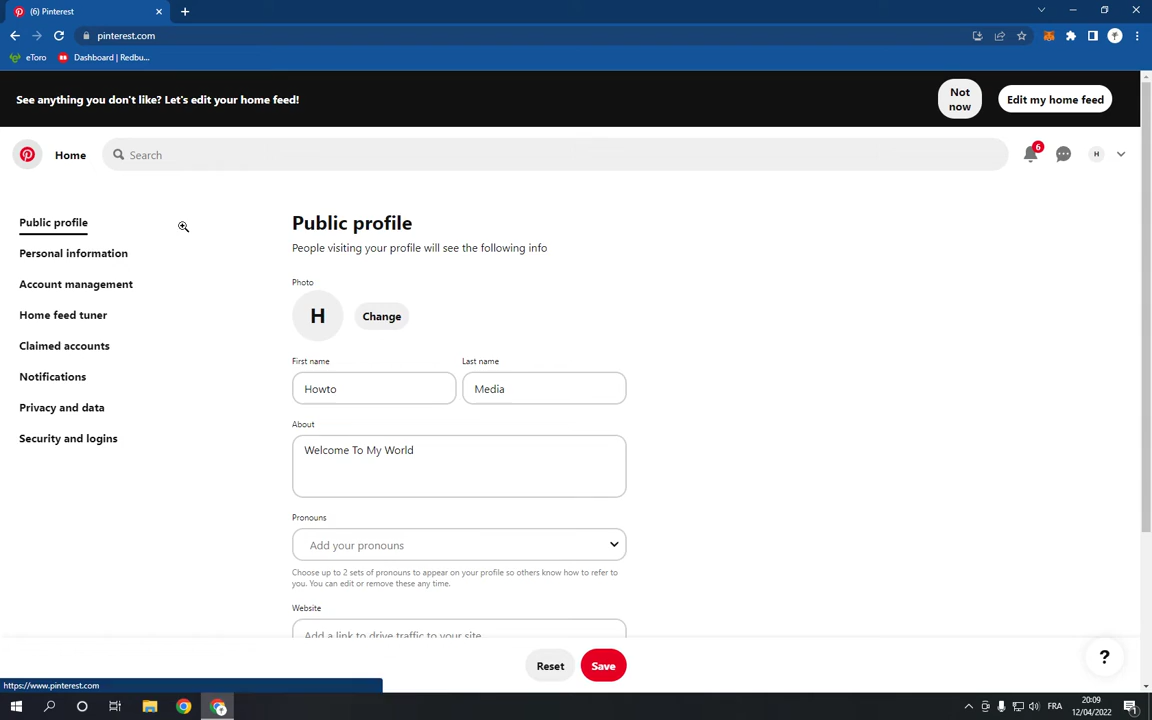 (6) Pinterest
pinterest.com
eToro
Dashboard | Redbu...
See anything you don't like? Let's edit your home feed!
Not now
Edit my home feed
Home
Search
6
H
Public profile
Personal information
Account management
Home feed tuner
Claimed accounts
Notifications
Privacy and data
Security and logins
Public profile
People visiting your profile will see the following info
Photo
H
Change
First name
Last name
Howto
Media
About
Welcome To My World
Pronouns
Add your pronouns
Choose up to 2 sets of pronouns to appear on your profile so others know how to refer to
you. You can edit or remove these any time.
Website
Add a link to drive traffic to your site
Reset
Save
?
https://www.pinterest.com
FRA
20:09
12/04/2022